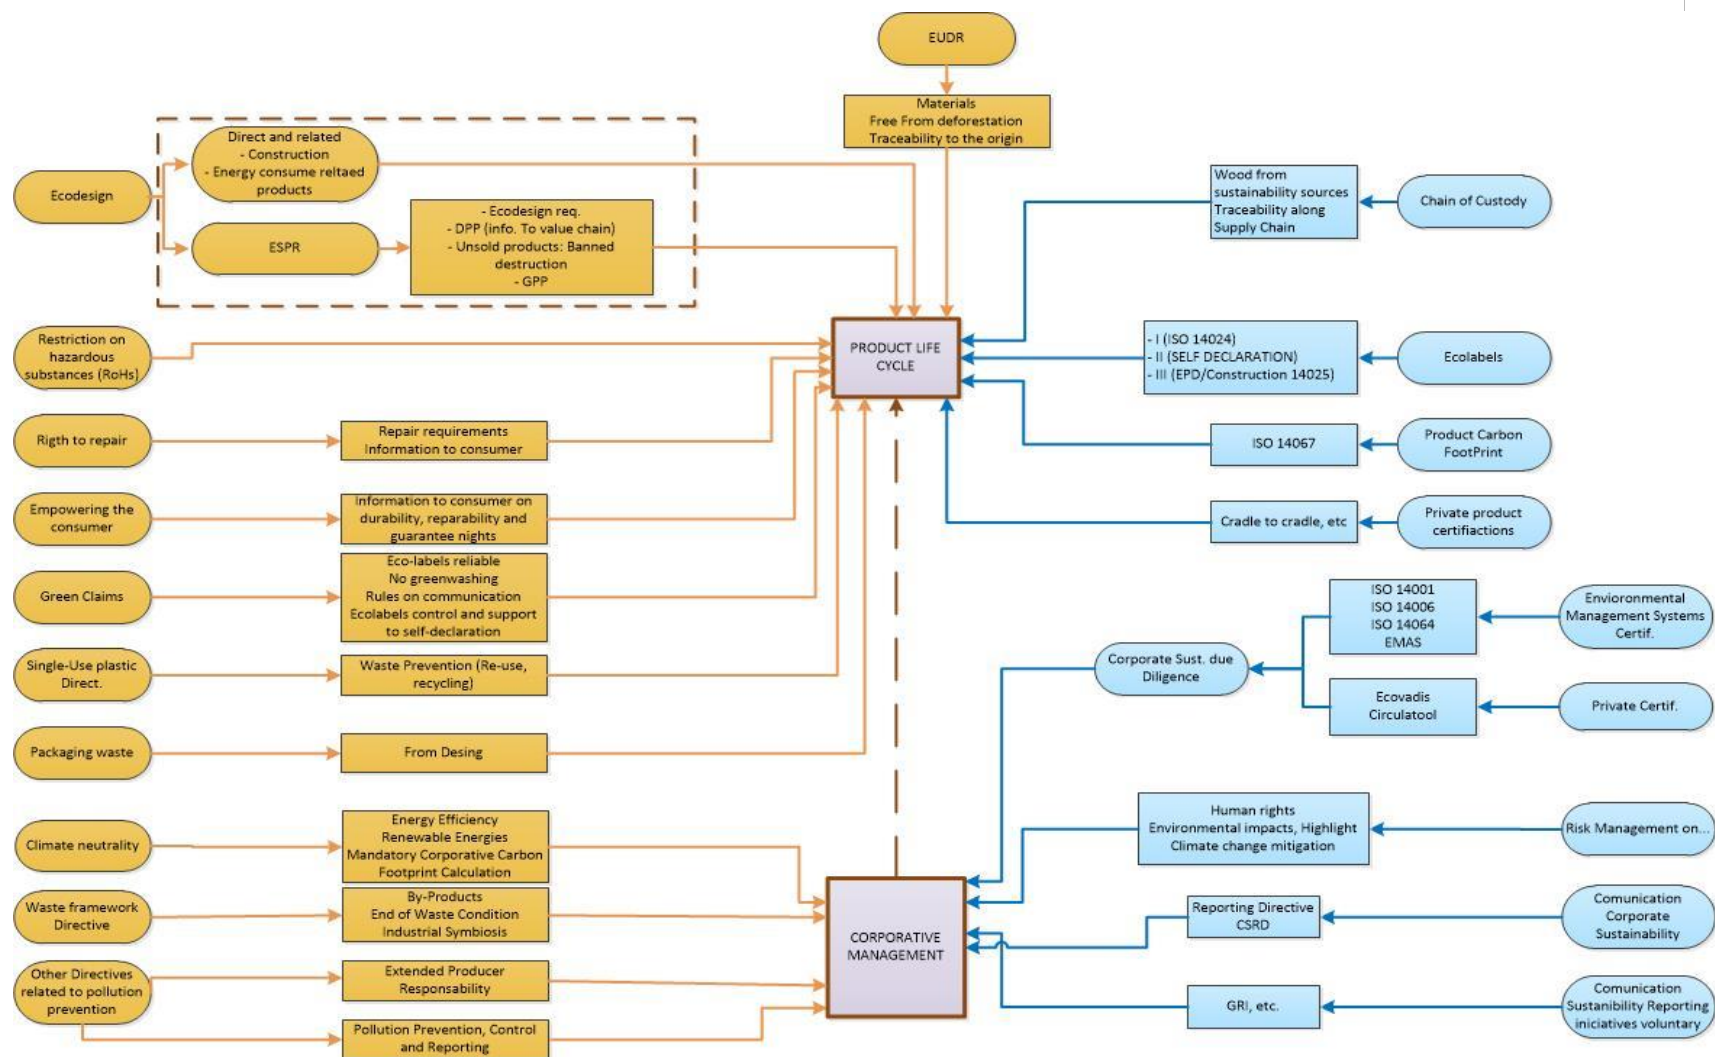 EUDR
Materials
Free From deforestation
Traceability to the origin
Ecodesign
Direct and related
- Construction
- Energy consume reltaed
products
ESPR
- Ecodesign req.
- DPP (info. To value chain)
- Unsold products: Banned
destruction
- GPP
Restriction on
hazardous
substances (RoHs)
Rigth to repair
Repair requirements
Information to consumer
Empowering the
consumer
Information to consumer on
durability, reparability and
guarantee nights
Green Claims
Eco-labels reliable
No greenwashing
Rules on communication
Ecolabels control and support
to self-declaration
Single-Use plastic
Direct.
Waste Prevention (Re-use,
recycling)
Packaging waste
From Desing
Climate neutrality
Energy Efficiency
Renewable Energies
Mandatory Corporative Carbon
Footprint Calculation
Waste framework
Directive
By-Products
End of Waste Condition
Industrial Symbiosis
Other Directives
related to pollution
prevention
Extended Producer
Responsability
Pollution Prevention, Control
and Reporting
PRODUCT LIFE
CYCLE
CORPORATIVE
MANAGEMENT
Wood from
sustainability sources
Traceability along
Supply Chain
Chain of Custody
- I (ISO 14024)
- II (SELF DECLARATION)
- III (EPD/Construction 14025)
Ecolabels
ISO 14067
Product Carbon
FootPrint
Cradle to cradle, etc
Private product
certifiactions
Corporate Sust. due
Diligence
ISO 14001
ISO 14006
ISO 14064
EMAS
Envioronmental
Management Systems
Certif.
Ecovadis
Circulatool
Private Certif.
Human rights
Environmental impacts, Highlight
Climate change mitigation
Risk Management on...
Reporting Directive
CSRD
Comunication
Corporate
Sustainability
GRI, etc.
Comunication
Sustanibility Reporting
iniciatives voluntary